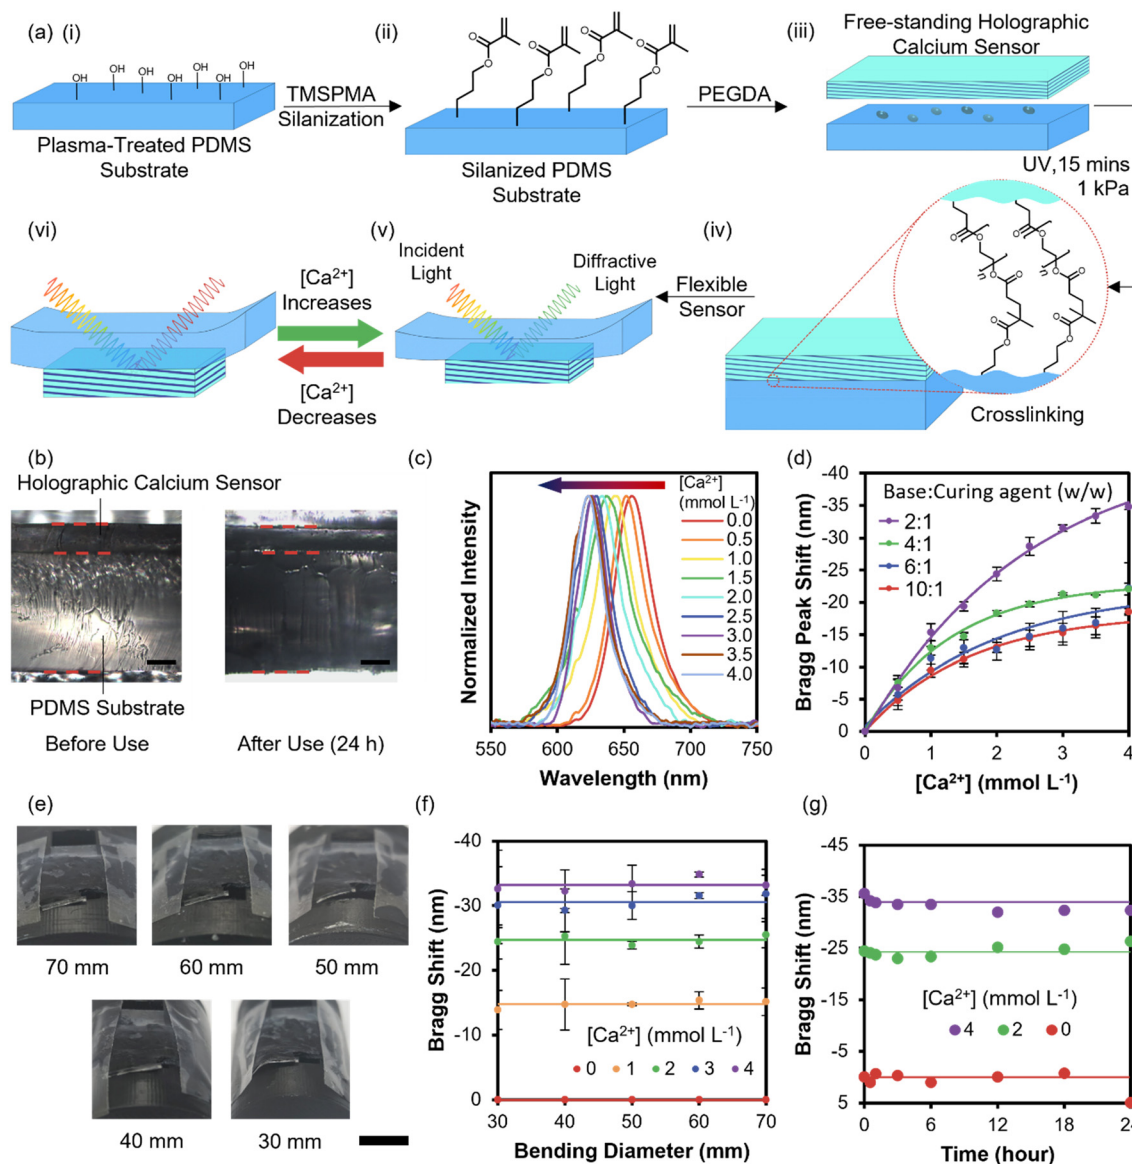 (a) (i)
OH OH OH OH OH OH OH
Plasma-Treated PDMS
Substrate
TMSPMA
Silanization
(ii)
O O O O O O O O
Silanized PDMS
Substrate
PEGDA
(iii)
Free-standing Holographic
Calcium Sensor
UV,15 mins
1 kPa
(vi)
[Ca²⁺]
Increases
[Ca²⁺]
Decreases
(v)
Incident
Light
Diffractive
Light
Flexible
Sensor
(iv)
O O O O
n n
O O O O
O O O O
Crosslinking
(b)
Holographic Calcium Sensor
PDMS Substrate
Before Use
After Use (24 h)
(c)
[Ca²⁺]
(mmol L⁻¹)
0.0
0.5
1.0
1.5
2.0
2.5
3.0
3.5
4.0
Normalized Intensity
550 600 650 700 750
Wavelength (nm)
(d)
Base:Curing agent (w/w)
2:1
4:1
6:1
10:1
Bragg Peak Shift (nm)
-40
-35
-30
-25
-20
-15
-10
-5
0
0 1 2 3 4
[Ca²⁺] (mmol L⁻¹)
(e)
70 mm 60 mm 50 mm
40 mm 30 mm
(f)
Bragg Shift (nm)
-40
-30
-20
-10
0
[Ca²⁺] (mmol L⁻¹)
0 1 2 3 4
30 40 50 60 70
Bending Diameter (mm)
(g)
Bragg Shift (nm)
-45
-35
-25
-15
-5
5
[Ca²⁺] (mmol L⁻¹)
4 2 0
0 6 12 18 24
Time (hour)